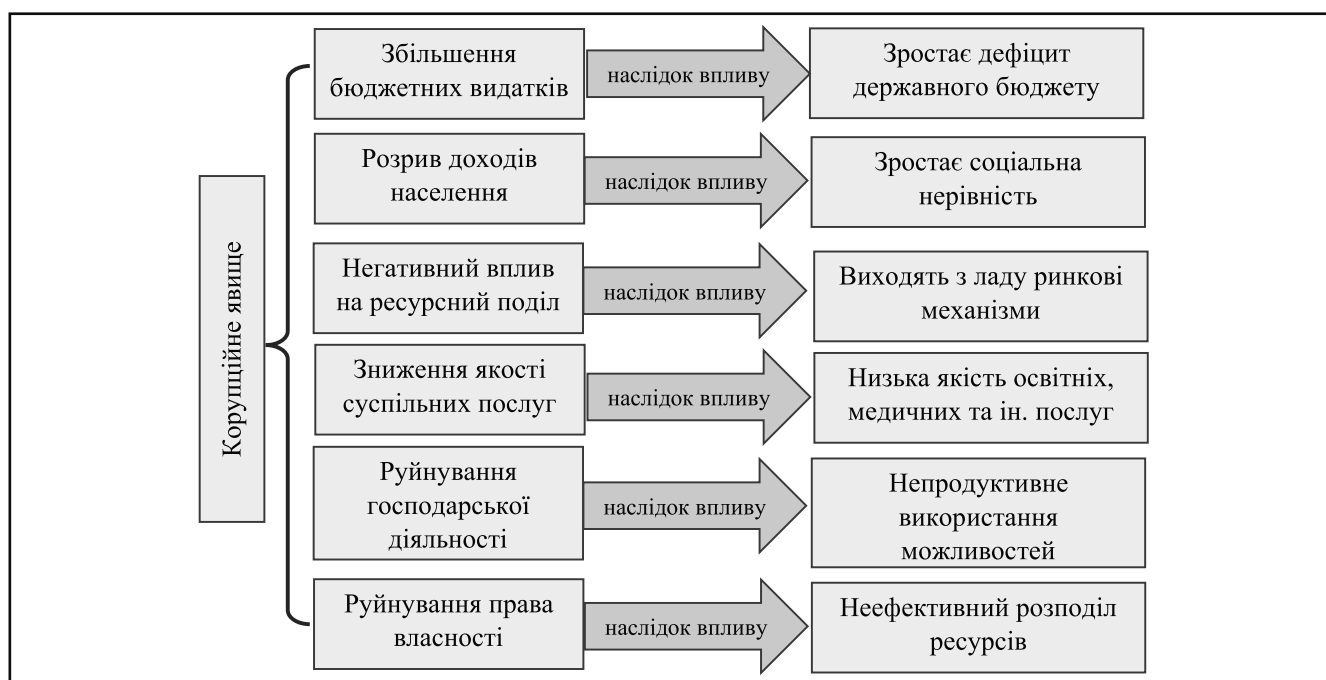 Корупційне явище
Збільшення
бюджетних видатків
наслідок впливу
Зростає дефіцит
державного бюджету
Розрив доходів
населення
наслідок впливу
Зростає соціальна
нерівність
Негативний вплив
на ресурсний поділ
наслідок впливу
Виходять з ладу ринкові
механізми
Зниження якості
суспільних послуг
наслідок впливу
Низька якість освітніх,
медичних та ін. послуг
Руйнування
господарської
діяльності
наслідок впливу
Непродуктивне
використання
можливостей
Руйнування права
власності
наслідок впливу
Неефективний розподіл
ресурсів